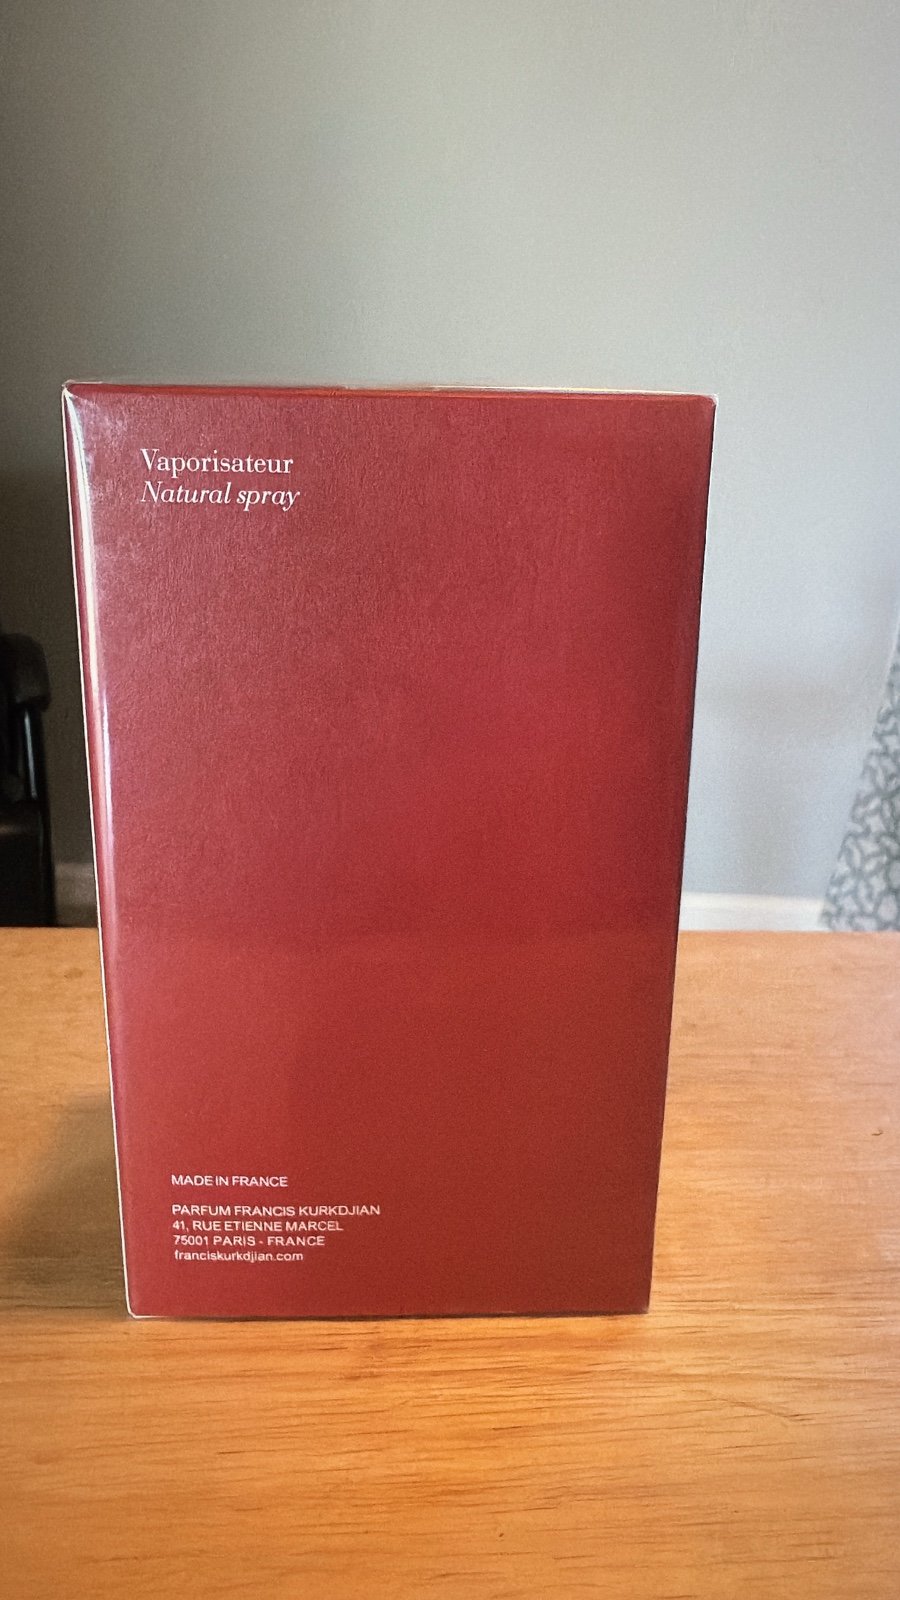 Vaporisateur
Natural spray
MADE IN FRANCE
PARFUM FRANCIS KURKDJIAN
41, RUE ETIENNE MARCEL
75001 PARIS - FRANCE
franciskurkdjian.com